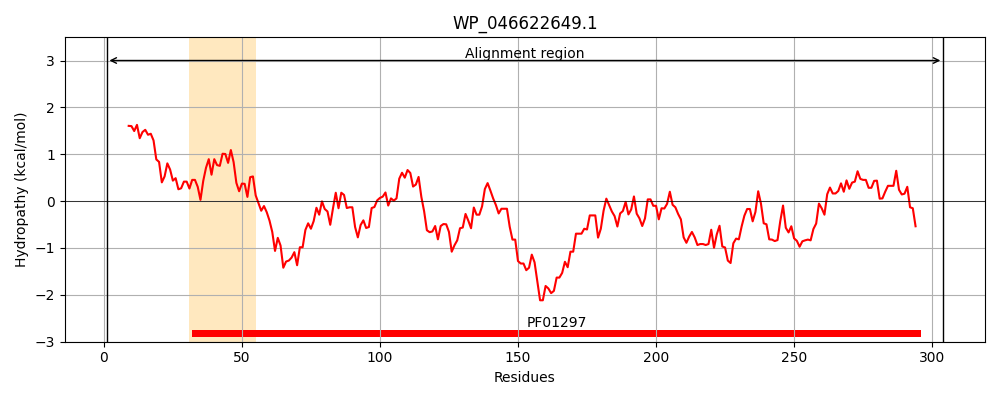 WP_046622649.1
Alignment region
3
2
1
0
−1
−2
−3
Hydropathy (kcal/mol)
PF01297
0
50
100
150
200
250
300
Residues